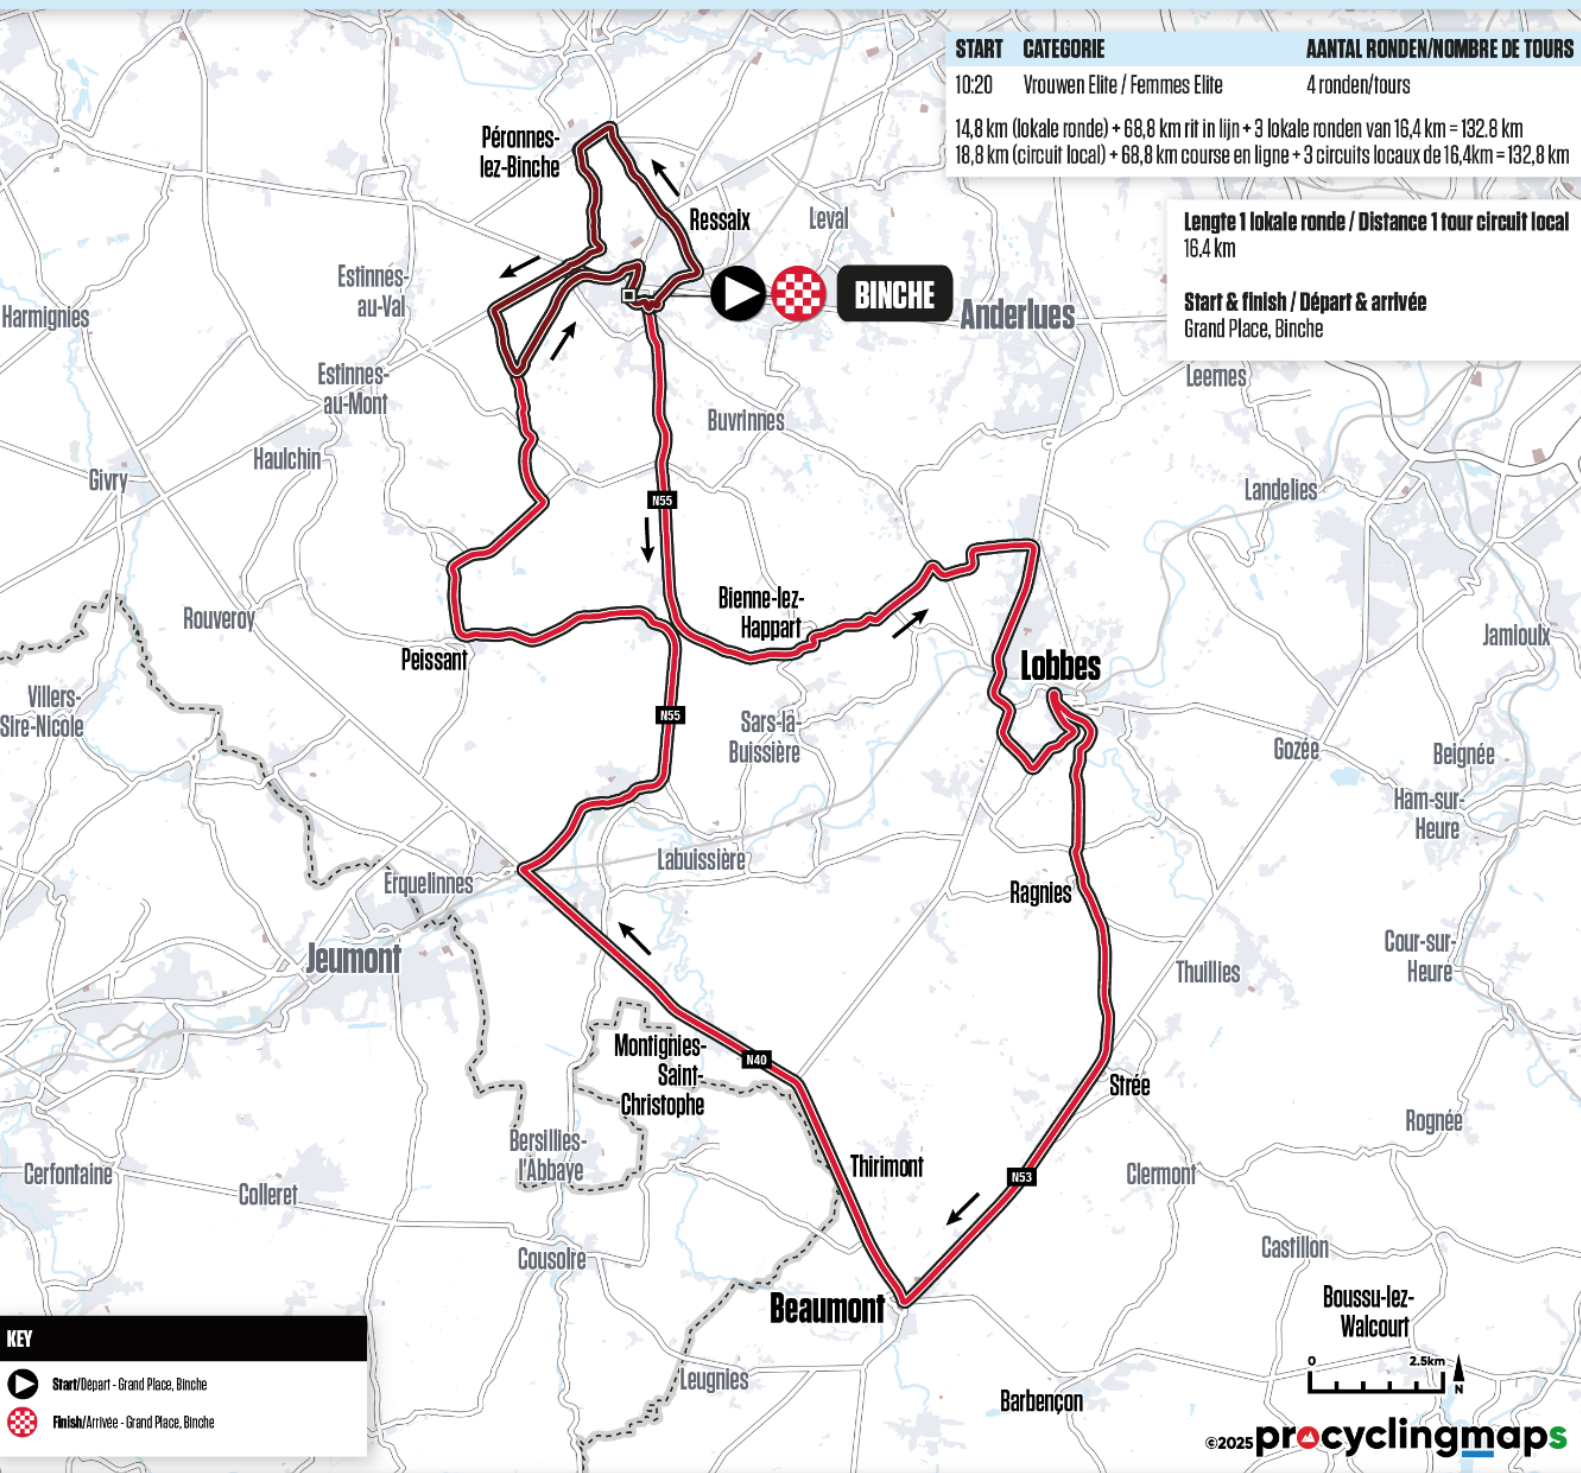 START CATEGORIE AANTAL RONDEN/NOMBRE DE TOURS
10:20 Vrouwen Elite / Femmes Elite 4 ronden/tours
14,8 km (lokale ronde) + 68,8 km rit in lijn + 3 lokale ronden van 16,4 km = 132.8 km
18,8 km (circuit local) + 68,8 km course en ligne + 3 circuits locaux de 16,4km = 132,8 km
Lengte 1 lokale ronde / Distance 1 tour circuit local
16.4 km
Start & finish / Départ & arrivée
Grand Place, Binche
Péronnes-
lez-Binche
Ressaix
Leval
Estinnes-
au-Val
Harmignies
BINCHE
Anderlues
Estinnes-
au-Mont
Leernes
Buvrinnes
Haulchin
Givry
Landelies
N55
Bienne-lez-
Happart
Rouveroy
Jamioulx
Peissant
Lobbes
Villers-
Sire-Nicole
N55
Sars-la-
Buissière
Gozée
Beignée
Ham-sur-
Heure
Labuissière
Erquelinnes
Ragnies
Jeumont
Cour-sur-
Heure
Thuillies
Montignies-
Saint-
Christophe
N40
Strée
Rognée
Bersillies-
l'Abbaye
Thirimont
Cerfontaine
Colleret
N53
Clermont
Cousolre
Castillon
Beaumont
Boussu-lez-
Walcourt
Leugnies
Barbençon
KEY
Start/Départ - Grand Place, Binche
Finish/Arrivée - Grand Place, Binche
0 2.5km
N
©2025 procyclingmaps